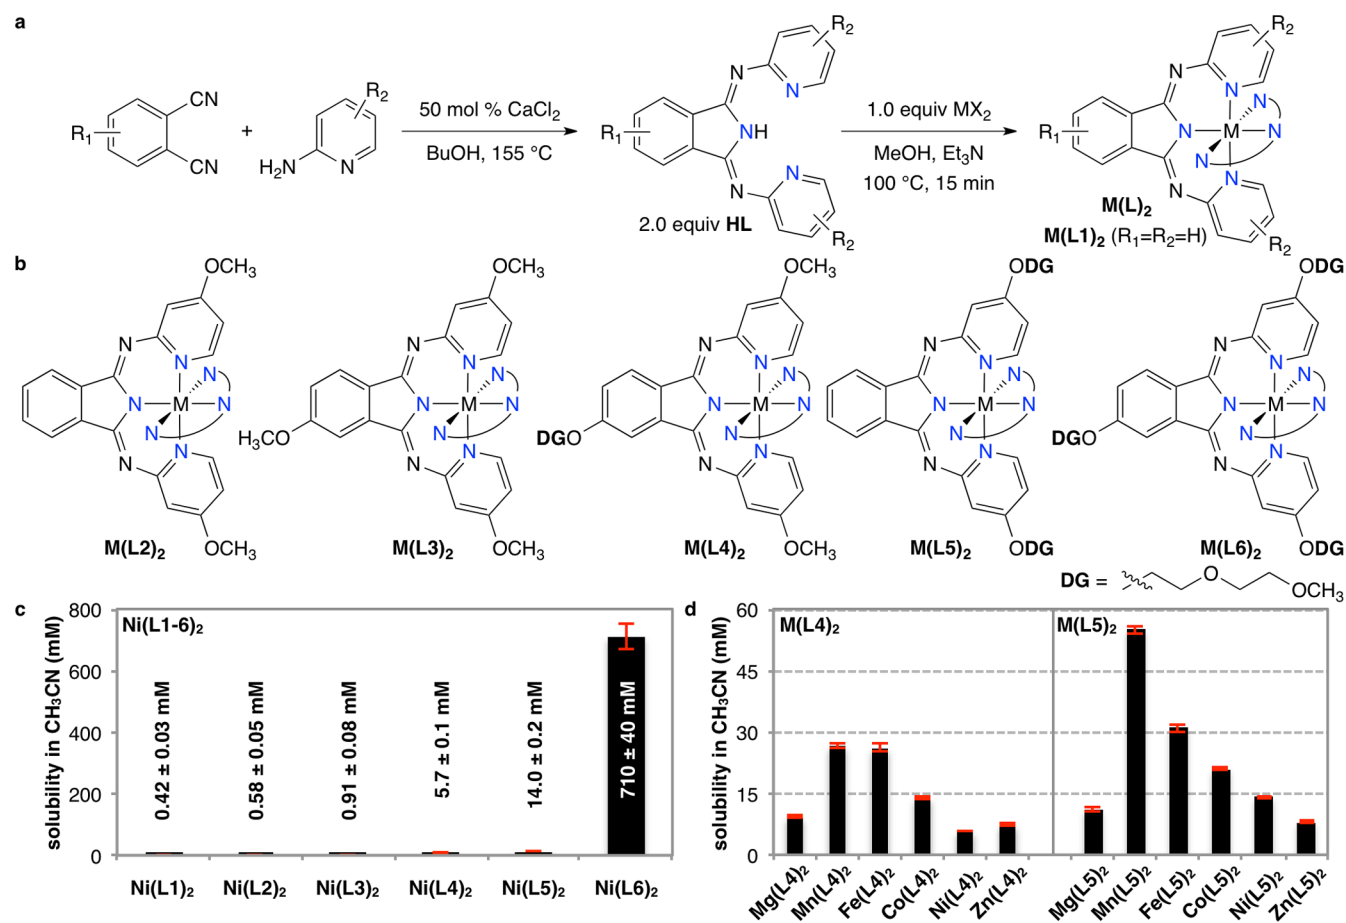 a
R₁
CN
CN
+
H₂N
N
R₂
50 mol % CaCl₂
BuOH, 155 °C
R₁
N
N
NH
N
N
R₂
R₂
2.0 equiv HL
1.0 equiv MX₂
MeOH, Et₃N
100 °C, 15 min
R₁
N
N
N
M
N
N
N
N
N
R₂
R₂
M(L)₂
M(L1)₂ (R₁=R₂=H)
b
OCH₃
N
N
N
N
M
N
N
N
N
OCH₃
M(L2)₂
OCH₃
N
N
N
N
M
N
N
H₃CO
N
N
OCH₃
M(L3)₂
OCH₃
N
N
N
N
M
N
N
DGO
N
N
OCH₃
M(L4)₂
ODG
N
N
N
N
M
N
N
N
N
ODG
M(L5)₂
ODG
N
N
N
N
M
N
N
DGO
N
N
ODG
M(L6)₂
DG =
O
OCH₃
c
solubility in CH₃CN (mM)
800
600
400
200
0
Ni(L1-6)₂
0.42 ± 0.03 mM
0.58 ± 0.05 mM
0.91 ± 0.08 mM
5.7 ± 0.1 mM
14.0 ± 0.2 mM
710 ± 40 mM
Ni(L1)₂
Ni(L2)₂
Ni(L3)₂
Ni(L4)₂
Ni(L5)₂
Ni(L6)₂
d
solubility in CH₃CN (mM)
60
45
30
15
0
M(L4)₂
M(L5)₂
Mg(L4)₂
Mn(L4)₂
Fe(L4)₂
Co(L4)₂
Ni(L4)₂
Zn(L4)₂
Mg(L5)₂
Mn(L5)₂
Fe(L5)₂
Co(L5)₂
Ni(L5)₂
Zn(L5)₂